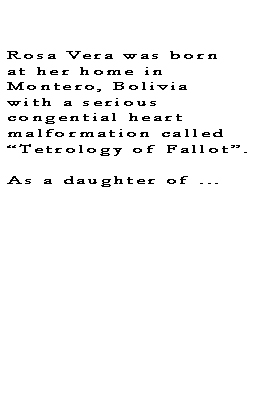 Rosa Vera was born
at her home in
Montero, Bolivia
with a serious
congential heart
malformation called
“Tetrology of Fallot”.
As a daughter of ...